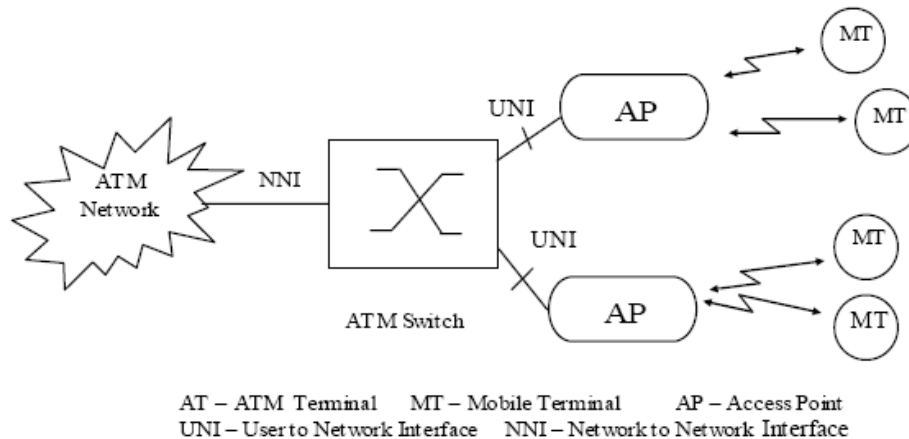 MT
UNI
AP
MT
ATM
Network
NNI
UNI
MT
ATM Switch
AP
MT
AT – ATM Terminal MT – Mobile Terminal AP – Access Point
UNI – User to Network Interface NNI – Network to Network Interface